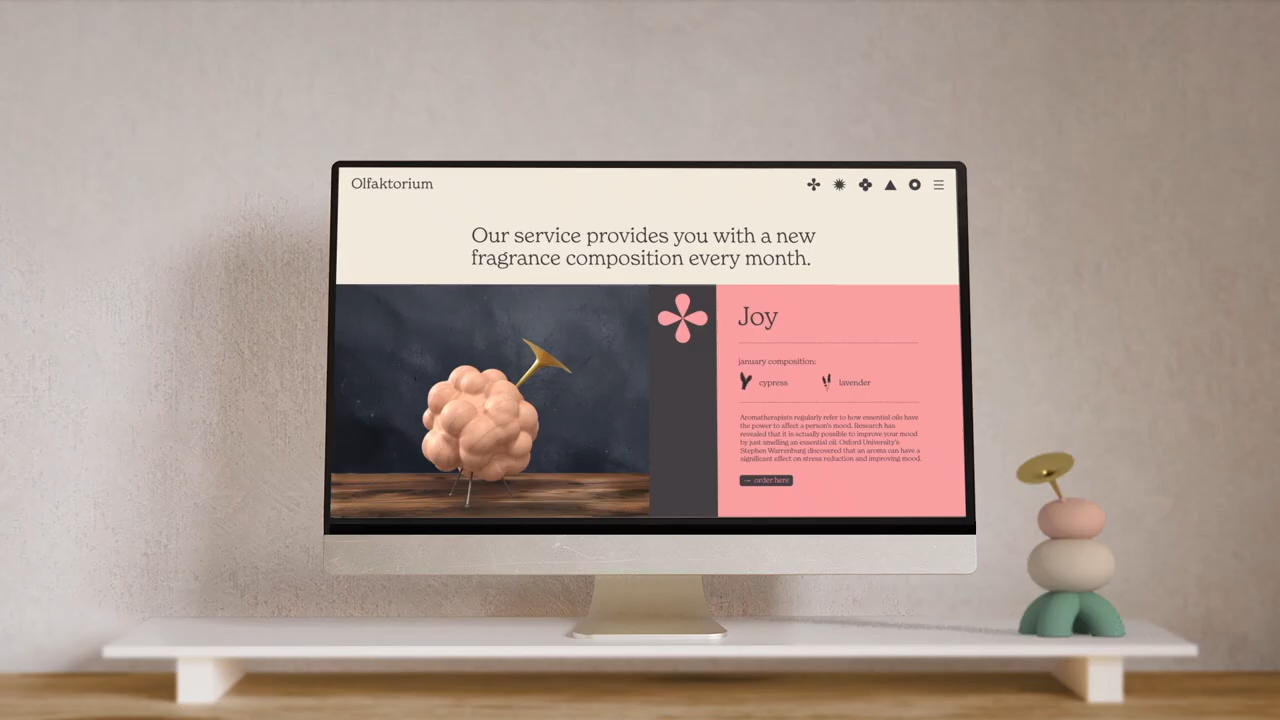 Olfaktorium
Our service provides you with a new
fragrance composition every month.
Joy
january composition:
cypress
lavender
Aromatherapists regularly refer to how essential oils have
the power to affect a person's mood. Research has
revealed that it is actually possible to improve your mood
by just smelling an essential oil. Oxford University's
Stephen Warrenburg discovered that an aroma can have a
significant effect on stress reduction and improving mood.
→ order here